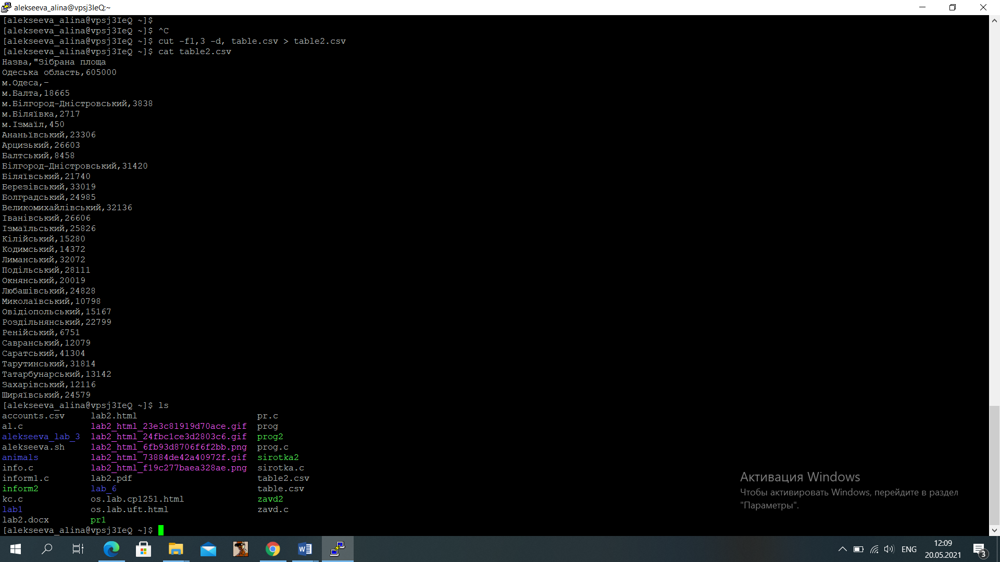 alekseeva_alina@vpsj3IeQ:~
[alekseeva_alina@vpsj3IeQ ~]$
[alekseeva_alina@vpsj3IeQ ~]$ ^C
[alekseeva_alina@vpsj3IeQ ~]$ cut -f1,3 -d, table.csv > table2.csv
[alekseeva_alina@vpsj3IeQ ~]$ cat table2.csv
Назва,"Зібрана площа
Одеська область,605000
м.Одеса,-
м.Балта,18665
м.Білгород-Дністровський,3838
м.Біляївка,2717
м.Ізмаїл,450
Ананьївський,23306
Арцизький,26603
Балтський,8458
Білгород-Дністровський,31420
Біляївський,21740
Березівський,33019
Болградський,24985
Великомихайлівський,32136
Іванівський,26606
Ізмаїльський,25826
Кілійський,15280
Кодимський,14372
Лиманський,32072
Подільський,28111
Окнянський,20019
Любашівський,24828
Миколаївський,10798
Овідіопольський,15167
Роздільнянський,22799
Ренійський,6751
Савранський,12079
Саратський,41304
Тарутинський,31814
Татарбунарський,13142
Захарівський,12116
Ширяївський,24579
[alekseeva_alina@vpsj3IeQ ~]$ ls
accounts.csv lab2.html pr.c
al.c lab2_html_23e3c81919d70ace.gif prog
alekseeva_lab_3 lab2_html_24fbc1ce3d2803c6.gif prog2
alekseeva.sh lab2_html_6fb93d8706f6f2bb.png prog.c
animals lab2_html_73884de42a40972f.gif sirotka2
info.c lab2_html_f19c277baea328ae.png sirotka.c
inform1.c lab2.pdf table2.csv
inform2 lab_6 table.csv
kc.c os.lab.cp1251.html zavd2
lab1 os.lab.uft.html zavd.c
lab2.docx pr1
[alekseeva_alina@vpsj3IeQ ~]$
Активация Windows
Чтобы активировать Windows, перейдите в раздел
"Параметры".
ENG
12:09
20.05.2021
3